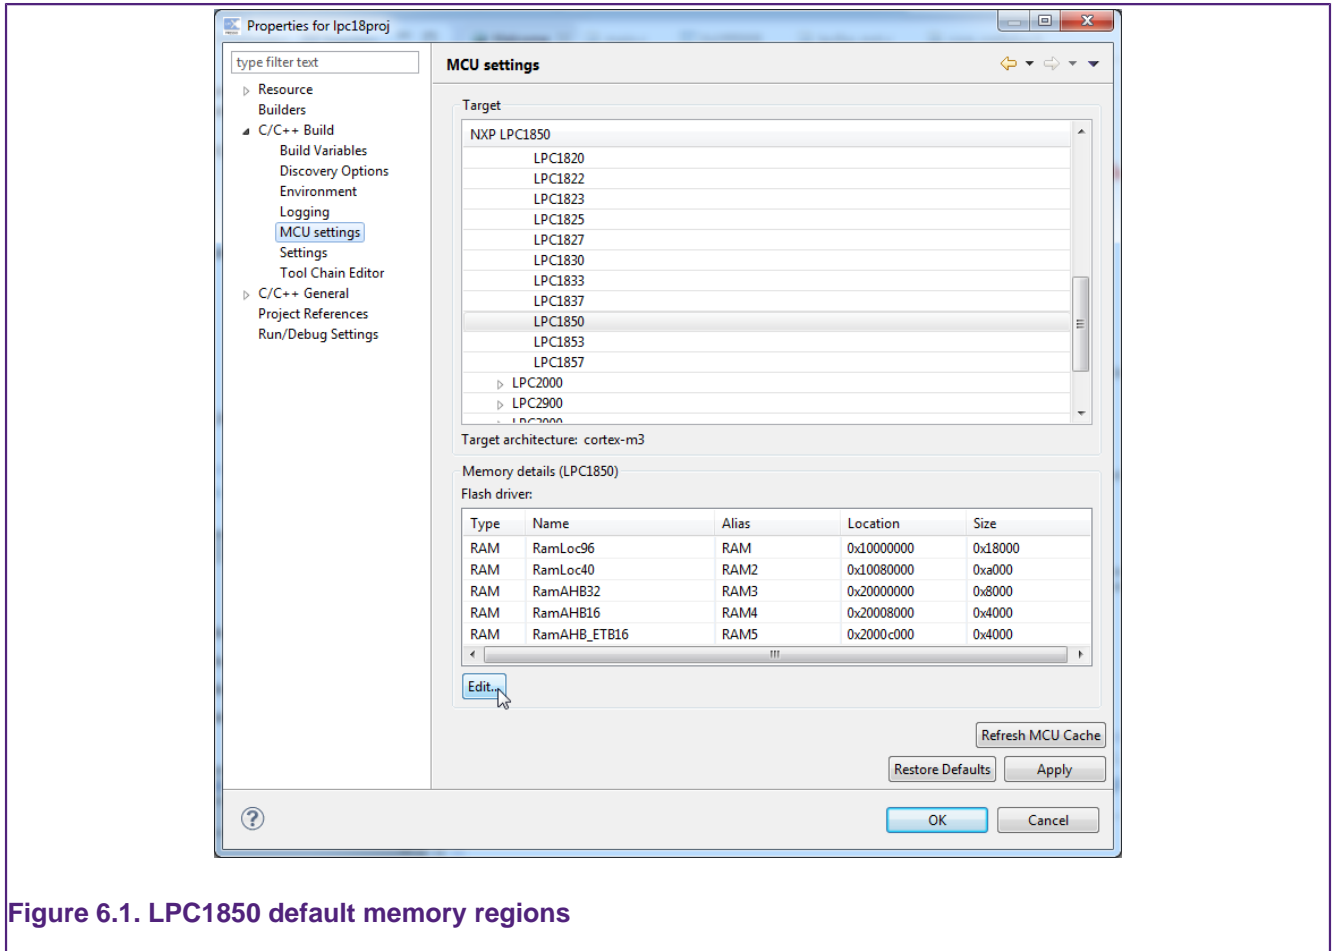 Properties for lpc18proj
type filter text
Resource
Builders
C/C++ Build
Build Variables
Discovery Options
Environment
Logging
MCU settings
Settings
Tool Chain Editor
C/C++ General
Project References
Run/Debug Settings
MCU settings
Target
NXP LPC1850
LPC1820
LPC1822
LPC1823
LPC1825
LPC1827
LPC1830
LPC1833
LPC1837
LPC1850
LPC1853
LPC1857
LPC2000
LPC2900
Target architecture: cortex-m3
Memory details (LPC1850)
Flash driver:
Type Name Alias Location Size
RAM RamLoc96 RAM 0x10000000 0x18000
RAM RamLoc40 RAM2 0x10080000 0xa000
RAM RamAHB32 RAM3 0x20000000 0x8000
RAM RamAHB16 RAM4 0x20008000 0x4000
RAM RamAHB_ETB16 RAM5 0x2000c000 0x4000
Edit...
Refresh MCU Cache
Restore Defaults Apply
OK Cancel
Figure 6.1. LPC1850 default memory regions